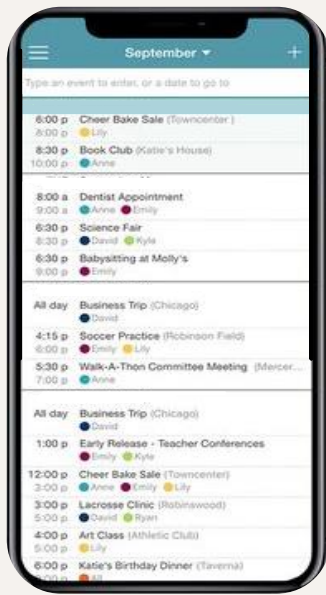 September
Type an event to enter, or a date to go to
6:00 p Cheer Bake Sale (Towncenter )
8:00 p Lily
8:30 p Book Club (Katie's House)
10:00 p Anne
8:00 a Dentist Appointment
9:00 a Anne Emily
6:30 p Science Fair
8:30 p David Kyle
6:30 p Babysitting at Molly's
9:00 p Emily
All day Business Trip (Chicago)
David
4:15 p Soccer Practice (Robinson Field)
6:00 p Emily Lily
5:30 p Walk-A-Thon Committee Meeting (Mercer...
7:00 p Anne
All day Business Trip (Chicago)
David
1:00 p Early Release - Teacher Conferences
Emily Kyle
12:00 p Cheer Bake Sale (Towncenter)
3:00 p Anne Emily Lily
3:00 p Lacrosse Clinic (Robinswood)
5:00 p David Ryan
4:00 p Art Class (Athletic Club)
5:00 p Lily
6:00 p Katie's Birthday Dinner (Taverna)
All